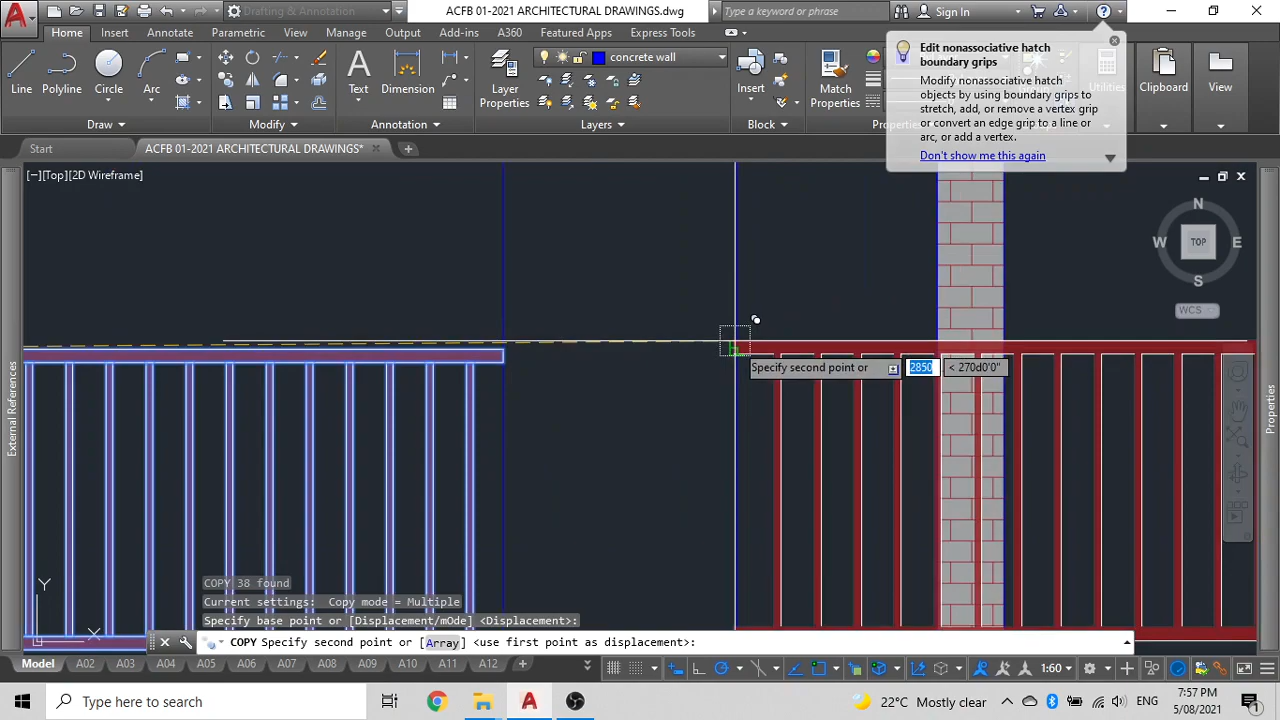 Drafting & Annotation
ACFB 01-2021 ARCHITECTURAL DRAWINGS.dwg
Type a keyword or phrase
Sign In
Home
Insert
Annotate
Parametric
View
Manage
Output
Add-ins
A360
Featured Apps
Express Tools
Line
Polyline
Circle
Arc
Text
Dimension
Layer
Properties
concrete wall
Insert
Match
Properties
Utilities
Clipboard
View
Draw
Modify
Annotation
Layers
Block
Edit nonassociative hatch
boundary grips
Modify nonassociative hatch
objects by using boundary grips to
stretch, add, or remove a vertex grip
or convert an edge grip to a line or
arc, or add a vertex.
Don't show me this again
Start
ACFB 01-2021 ARCHITECTURAL DRAWINGS*
[−][Top][2D Wireframe]
N
W
TOP
E
S
WCS
External References
Properties
Specify second point or
2850
< 270d0'0"
Y
X
COPY 38 found
Current settings: Copy mode = Multiple
Specify base point or [Displacement/mOde] <Displacement>:
COPY Specify second point or [Array] <use first point as displacement>:
Model
A02
A03
A04
A05
A06
A07
A08
A09
A10
A11
A12
1:60
Type here to search
22°C Mostly clear
ENG
7:57 PM
5/08/2021